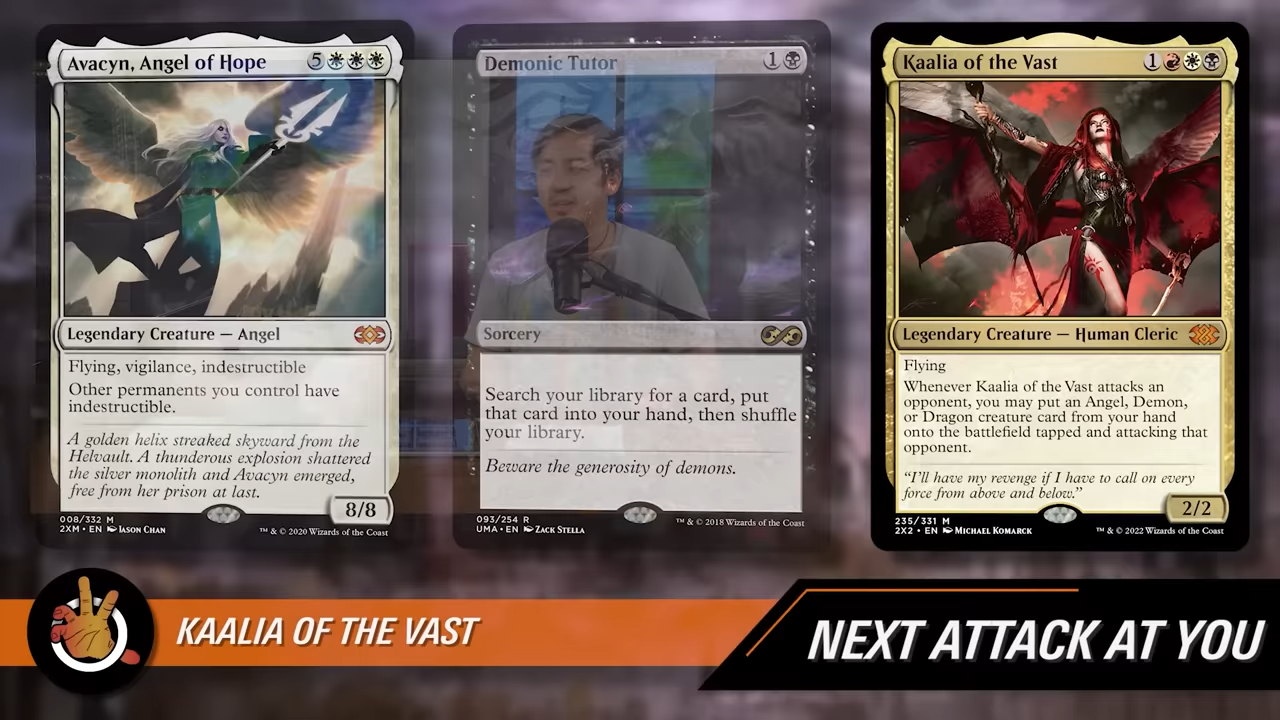 Avacyn, Angel of Hope 5
Legendary Creature — Angel
Flying, vigilance, indestructible
Other permanents you control have
indestructible.
A golden helix streaked skyward from the
Helvault. A thunderous explosion shattered
the silver monolith and Avacyn emerged,
free from her prison at last.
8/8
008/332 M
2XM • EN Jason Chan
™ & © 2020 Wizards of the Coast
Demonic Tutor 1
Sorcery
Search your library for a card, put
that card into your hand, then shuffle
your library.
Beware the generosity of demons.
093/254 R
UMA • EN Zack Stella
™ & © 2018 Wizards of the Coast
Kaalia of the Vast 1
Legendary Creature — Human Cleric
Flying
Whenever Kaalia of the Vast attacks an
opponent, you may put an Angel, Demon,
or Dragon creature card from your hand
onto the battlefield tapped and attacking that
opponent.
“I'll have my revenge if I have to call on every
force from above and below.”
2/2
235/331 M
2X2 • EN Michael Komarck
™ & © 2022 Wizards of the Coast
KAALIA OF THE VAST
NEXT ATTACK AT YOU